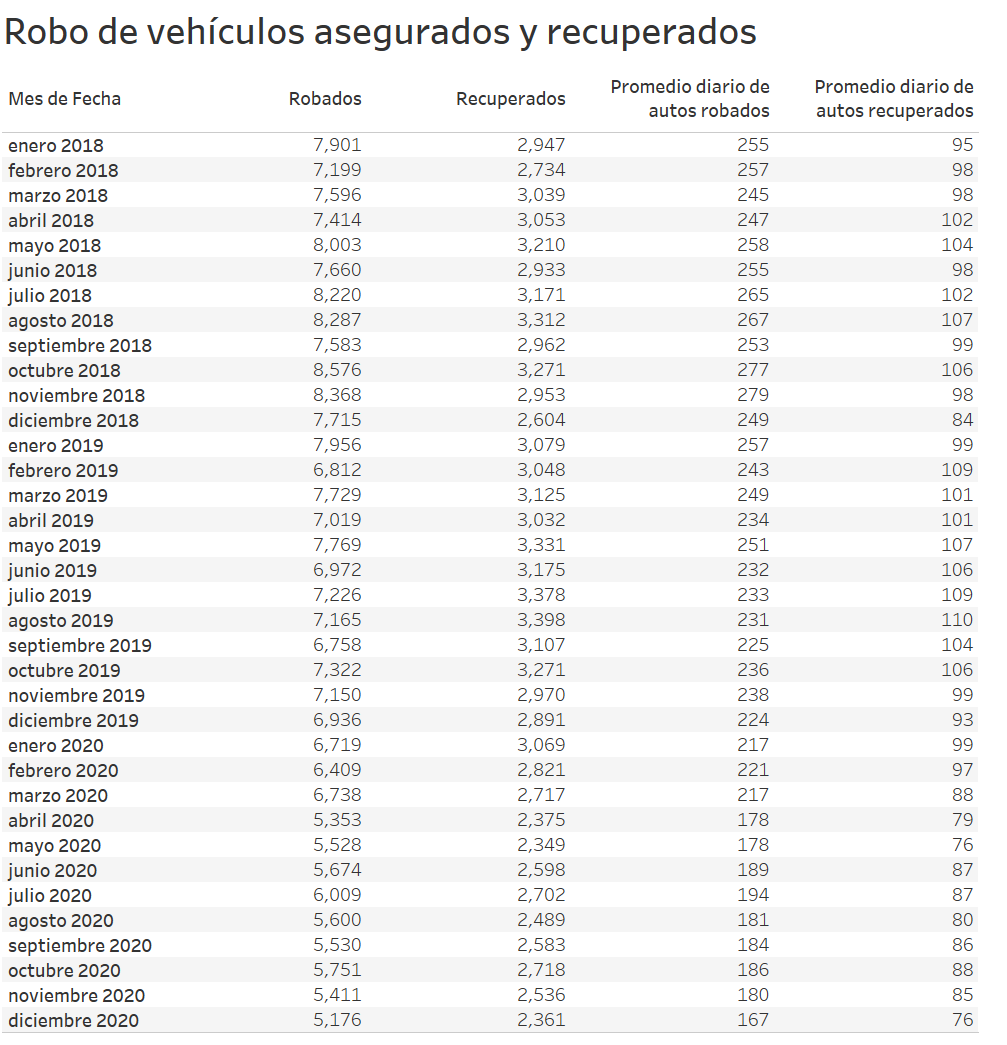 Robo de vehículos asegurados y recuperados
Mes de Fecha Robados Recuperados Promedio diario de autos robados Promedio diario de autos recuperados
enero 2018 7,901 2,947 255 95
febrero 2018 7,199 2,734 257 98
marzo 2018 7,596 3,039 245 98
abril 2018 7,414 3,053 247 102
mayo 2018 8,003 3,210 258 104
junio 2018 7,660 2,933 255 98
julio 2018 8,220 3,171 265 102
agosto 2018 8,287 3,312 267 107
septiembre 2018 7,583 2,962 253 99
octubre 2018 8,576 3,271 277 106
noviembre 2018 8,368 2,953 279 98
diciembre 2018 7,715 2,604 249 84
enero 2019 7,956 3,079 257 99
febrero 2019 6,812 3,048 243 109
marzo 2019 7,729 3,125 249 101
abril 2019 7,019 3,032 234 101
mayo 2019 7,769 3,331 251 107
junio 2019 6,972 3,175 232 106
julio 2019 7,226 3,378 233 109
agosto 2019 7,165 3,398 231 110
septiembre 2019 6,758 3,107 225 104
octubre 2019 7,322 3,271 236 106
noviembre 2019 7,150 2,970 238 99
diciembre 2019 6,936 2,891 224 93
enero 2020 6,719 3,069 217 99
febrero 2020 6,409 2,821 221 97
marzo 2020 6,738 2,717 217 88
abril 2020 5,353 2,375 178 79
mayo 2020 5,528 2,349 178 76
junio 2020 5,674 2,598 189 87
julio 2020 6,009 2,702 194 87
agosto 2020 5,600 2,489 181 80
septiembre 2020 5,530 2,583 184 86
octubre 2020 5,751 2,718 186 88
noviembre 2020 5,411 2,536 180 85
diciembre 2020 5,176 2,361 167 76